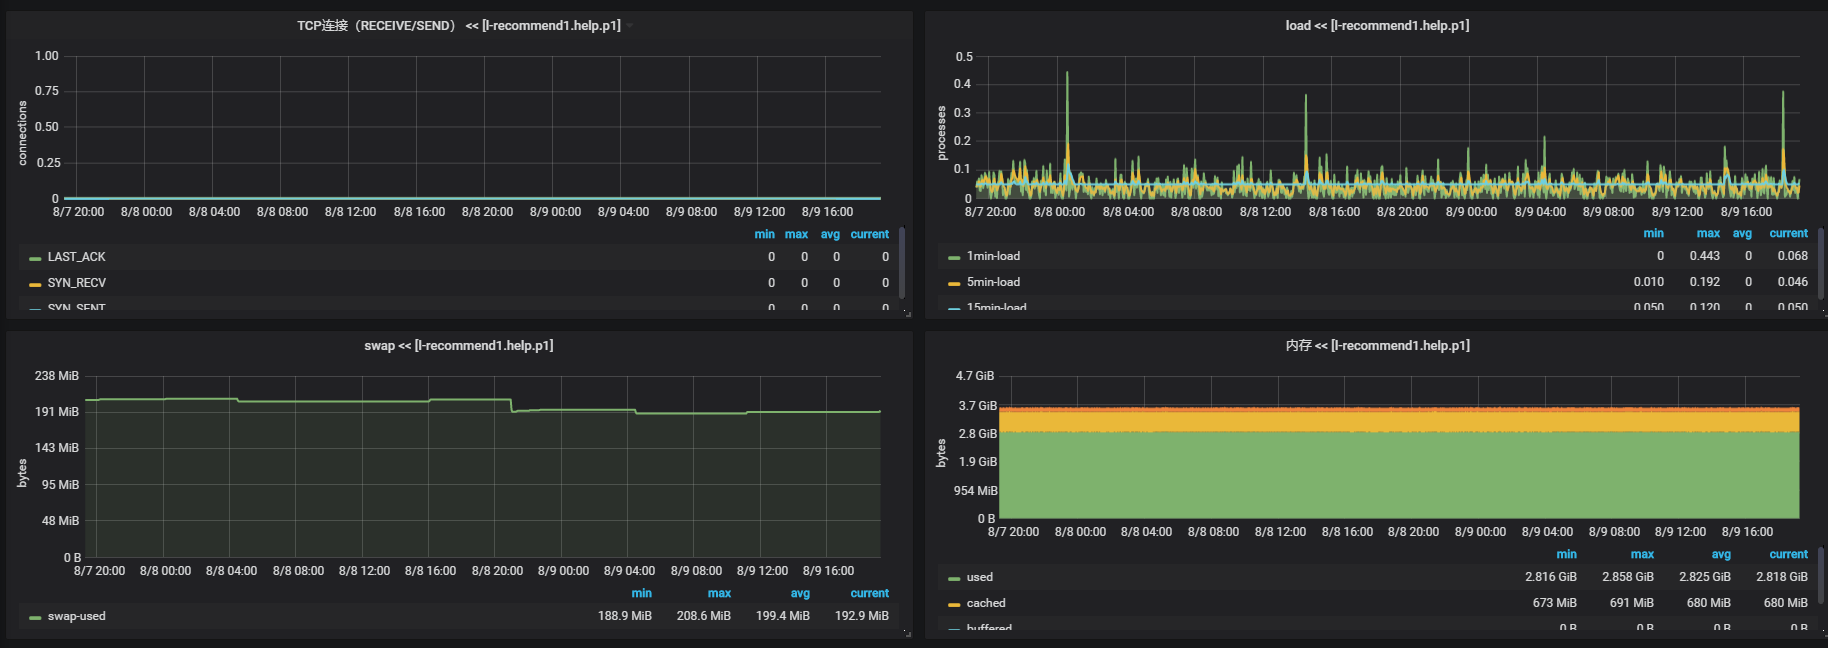 TCP连接（RECEIVE/SEND） << [l-recommend1.help.p1]
connections
1.00
0.75
0.50
0.25
0
8/7 20:00 8/8 00:00 8/8 04:00 8/8 08:00 8/8 12:00 8/8 16:00 8/8 20:00 8/9 00:00 8/9 04:00 8/9 08:00 8/9 12:00 8/9 16:00
min max avg current
LAST_ACK 0 0 0 0
SYN_RECV 0 0 0 0
SYN_SENT 0 0 0 0
load << [l-recommend1.help.p1]
processes
0.5
0.4
0.3
0.2
0.1
0
8/7 20:00 8/8 00:00 8/8 04:00 8/8 08:00 8/8 12:00 8/8 16:00 8/8 20:00 8/9 00:00 8/9 04:00 8/9 08:00 8/9 12:00 8/9 16:00
min max avg current
1min-load 0 0.443 0 0.068
5min-load 0.010 0.192 0 0.046
15min-load 0.050 0.120 0 0.050
swap << [l-recommend1.help.p1]
bytes
238 MiB
191 MiB
143 MiB
95 MiB
48 MiB
0 B
8/7 20:00 8/8 00:00 8/8 04:00 8/8 08:00 8/8 12:00 8/8 16:00 8/8 20:00 8/9 00:00 8/9 04:00 8/9 08:00 8/9 12:00 8/9 16:00
min max avg current
swap-used 188.9 MiB 208.6 MiB 199.4 MiB 192.9 MiB
内存 << [l-recommend1.help.p1]
bytes
4.7 GiB
3.7 GiB
2.8 GiB
1.9 GiB
954 MiB
0 B
8/7 20:00 8/8 00:00 8/8 04:00 8/8 08:00 8/8 12:00 8/8 16:00 8/8 20:00 8/9 00:00 8/9 04:00 8/9 08:00 8/9 12:00 8/9 16:00
min max avg current
used 2.816 GiB 2.858 GiB 2.825 GiB 2.818 GiB
cached 673 MiB 691 MiB 680 MiB 680 MiB
buffered 0 B 0 B 0 B 0 B